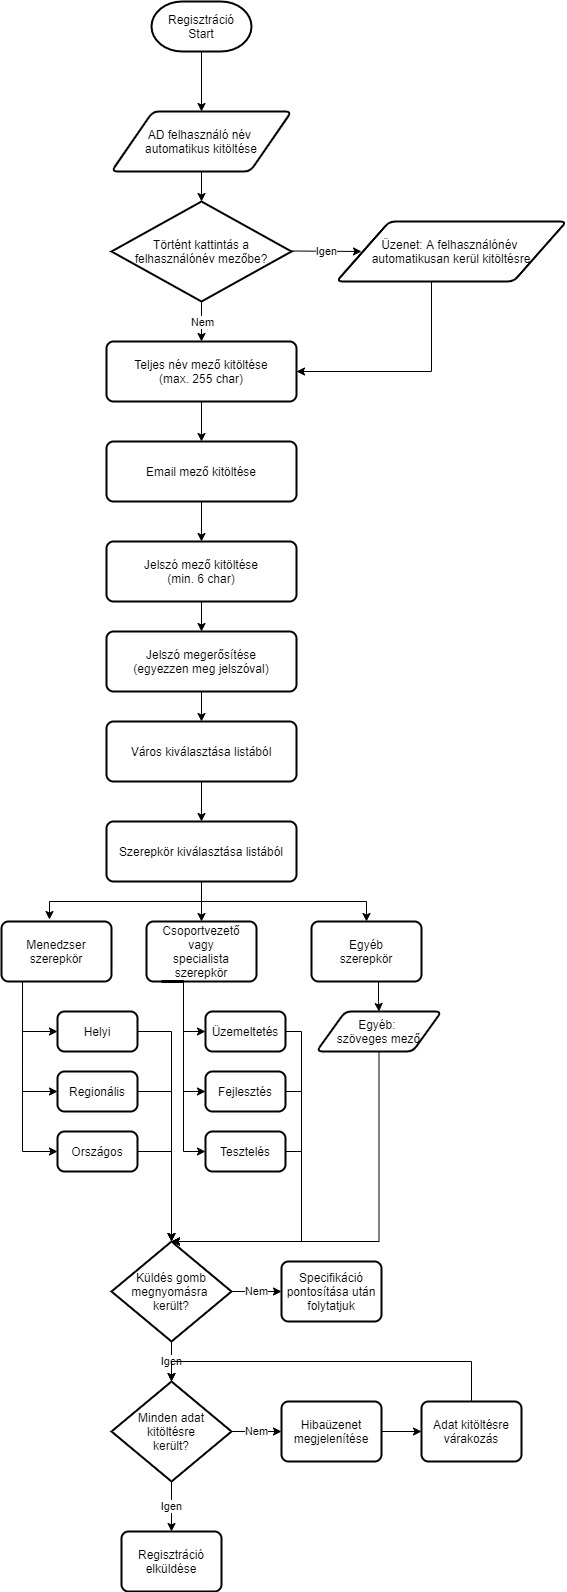 Regisztráció
Start
AD felhasználó név
automatikus kitöltése
Történt kattintás a
felhasználónév mezőbe?
Igen
Üzenet: A felhasználónév
automatikusan kerül kitöltésre
Nem
Teljes név mező kitöltése
(max. 255 char)
Email mező kitöltése
Jelszó mező kitöltése
(min. 6 char)
Jelszó megerősítése
(egyezzen meg jelszóval)
Város kiválasztása listából
Szerepkör kiválasztása listából
Menedzser
szerepkör
Csoportvezető
vagy
specialista
szerepkör
Egyéb
szerepkör
Helyi
Regionális
Országos
Üzemeltetés
Fejlesztés
Tesztelés
Egyéb:
szöveges mező
Küldés gomb
megnyomásra
került?
Nem
Specifikáció
pontosítása után
folytatjuk
Igen
Minden adat
kitöltésre
került?
Nem
Hibaüzenet
megjelenítése
Adat kitöltésre
várakozás
Igen
Regisztráció
elküldése